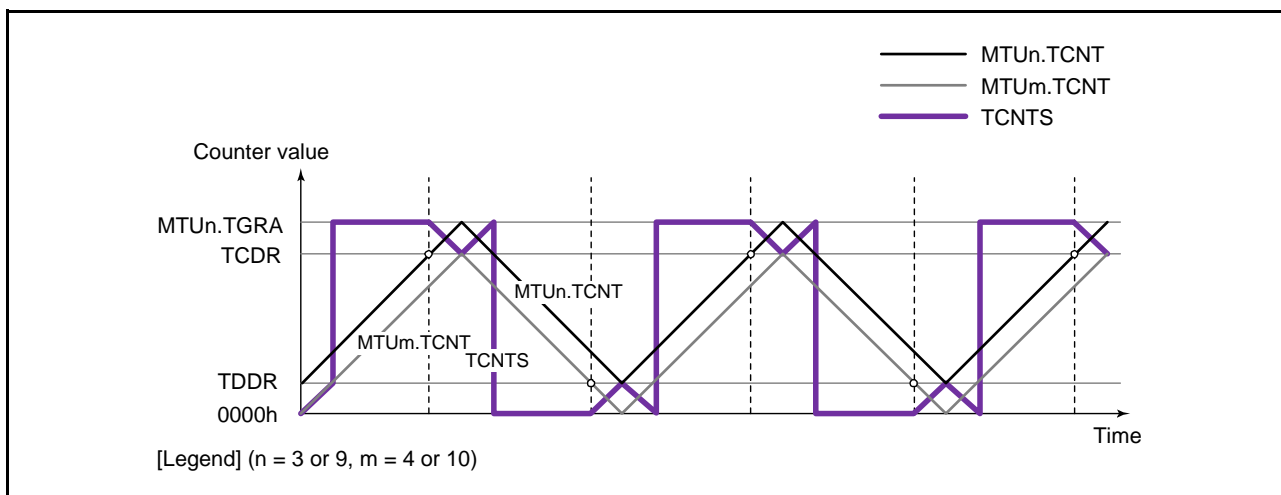 MTUn.TCNT
MTUm.TCNT
TCNTS
Counter value
MTUn.TGRA
TCDR
MTUn.TCNT
MTUm.TCNT
TCNTS
TDDR
0000h
Time
[Legend] (n = 3 or 9, m = 4 or 10)